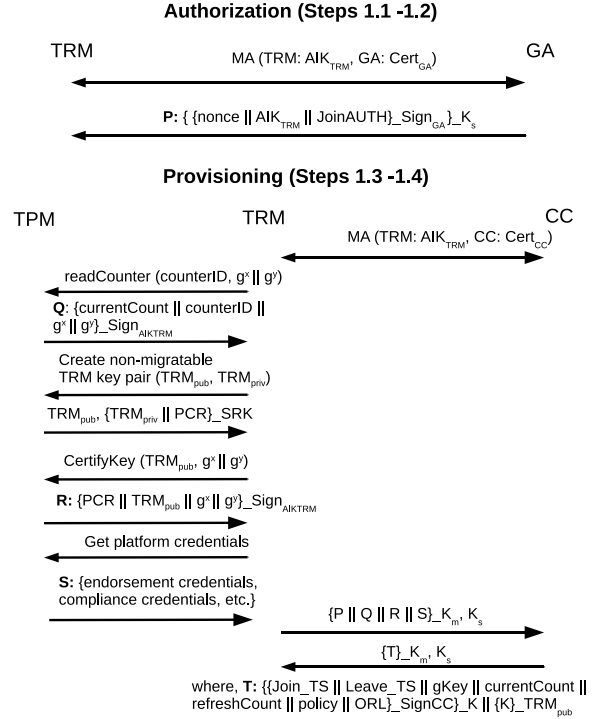 Authorization (Steps 1.1 -1.2)
TRM GA
MA (TRM: AIK_TRM, GA: Cert_GA)
P: { {nonce || AIK_TRM || JoinAUTH}_Sign_GA }_K_s
Provisioning (Steps 1.3 -1.4)
TPM TRM CC
MA (TRM: AIK_TRM, CC: Cert_CC)
readCounter (counterID, g^x || g^y)
Q: {currentCount || counterID ||
g^x || g^y}_Sign_AIKTRM
Create non-migratable
TRM key pair (TRM_pub, TRM_priv)
TRM_pub, {TRM_priv || PCR}_SRK
CertifyKey (TRM_pub, g^x || g^y)
R: {PCR || TRM_pub || g^x || g^y}_Sign_AIKTRM
Get platform credentials
S: {endorsement credentials,
compliance credentials, etc.}
{P || Q || R || S}_K_m, K_s
{T}_K_m, K_s
where, T: {{Join_TS || Leave_TS || gKey || currentCount ||
refreshCount || policy || ORL}_SignCC}_K || {K}_TRM_pub